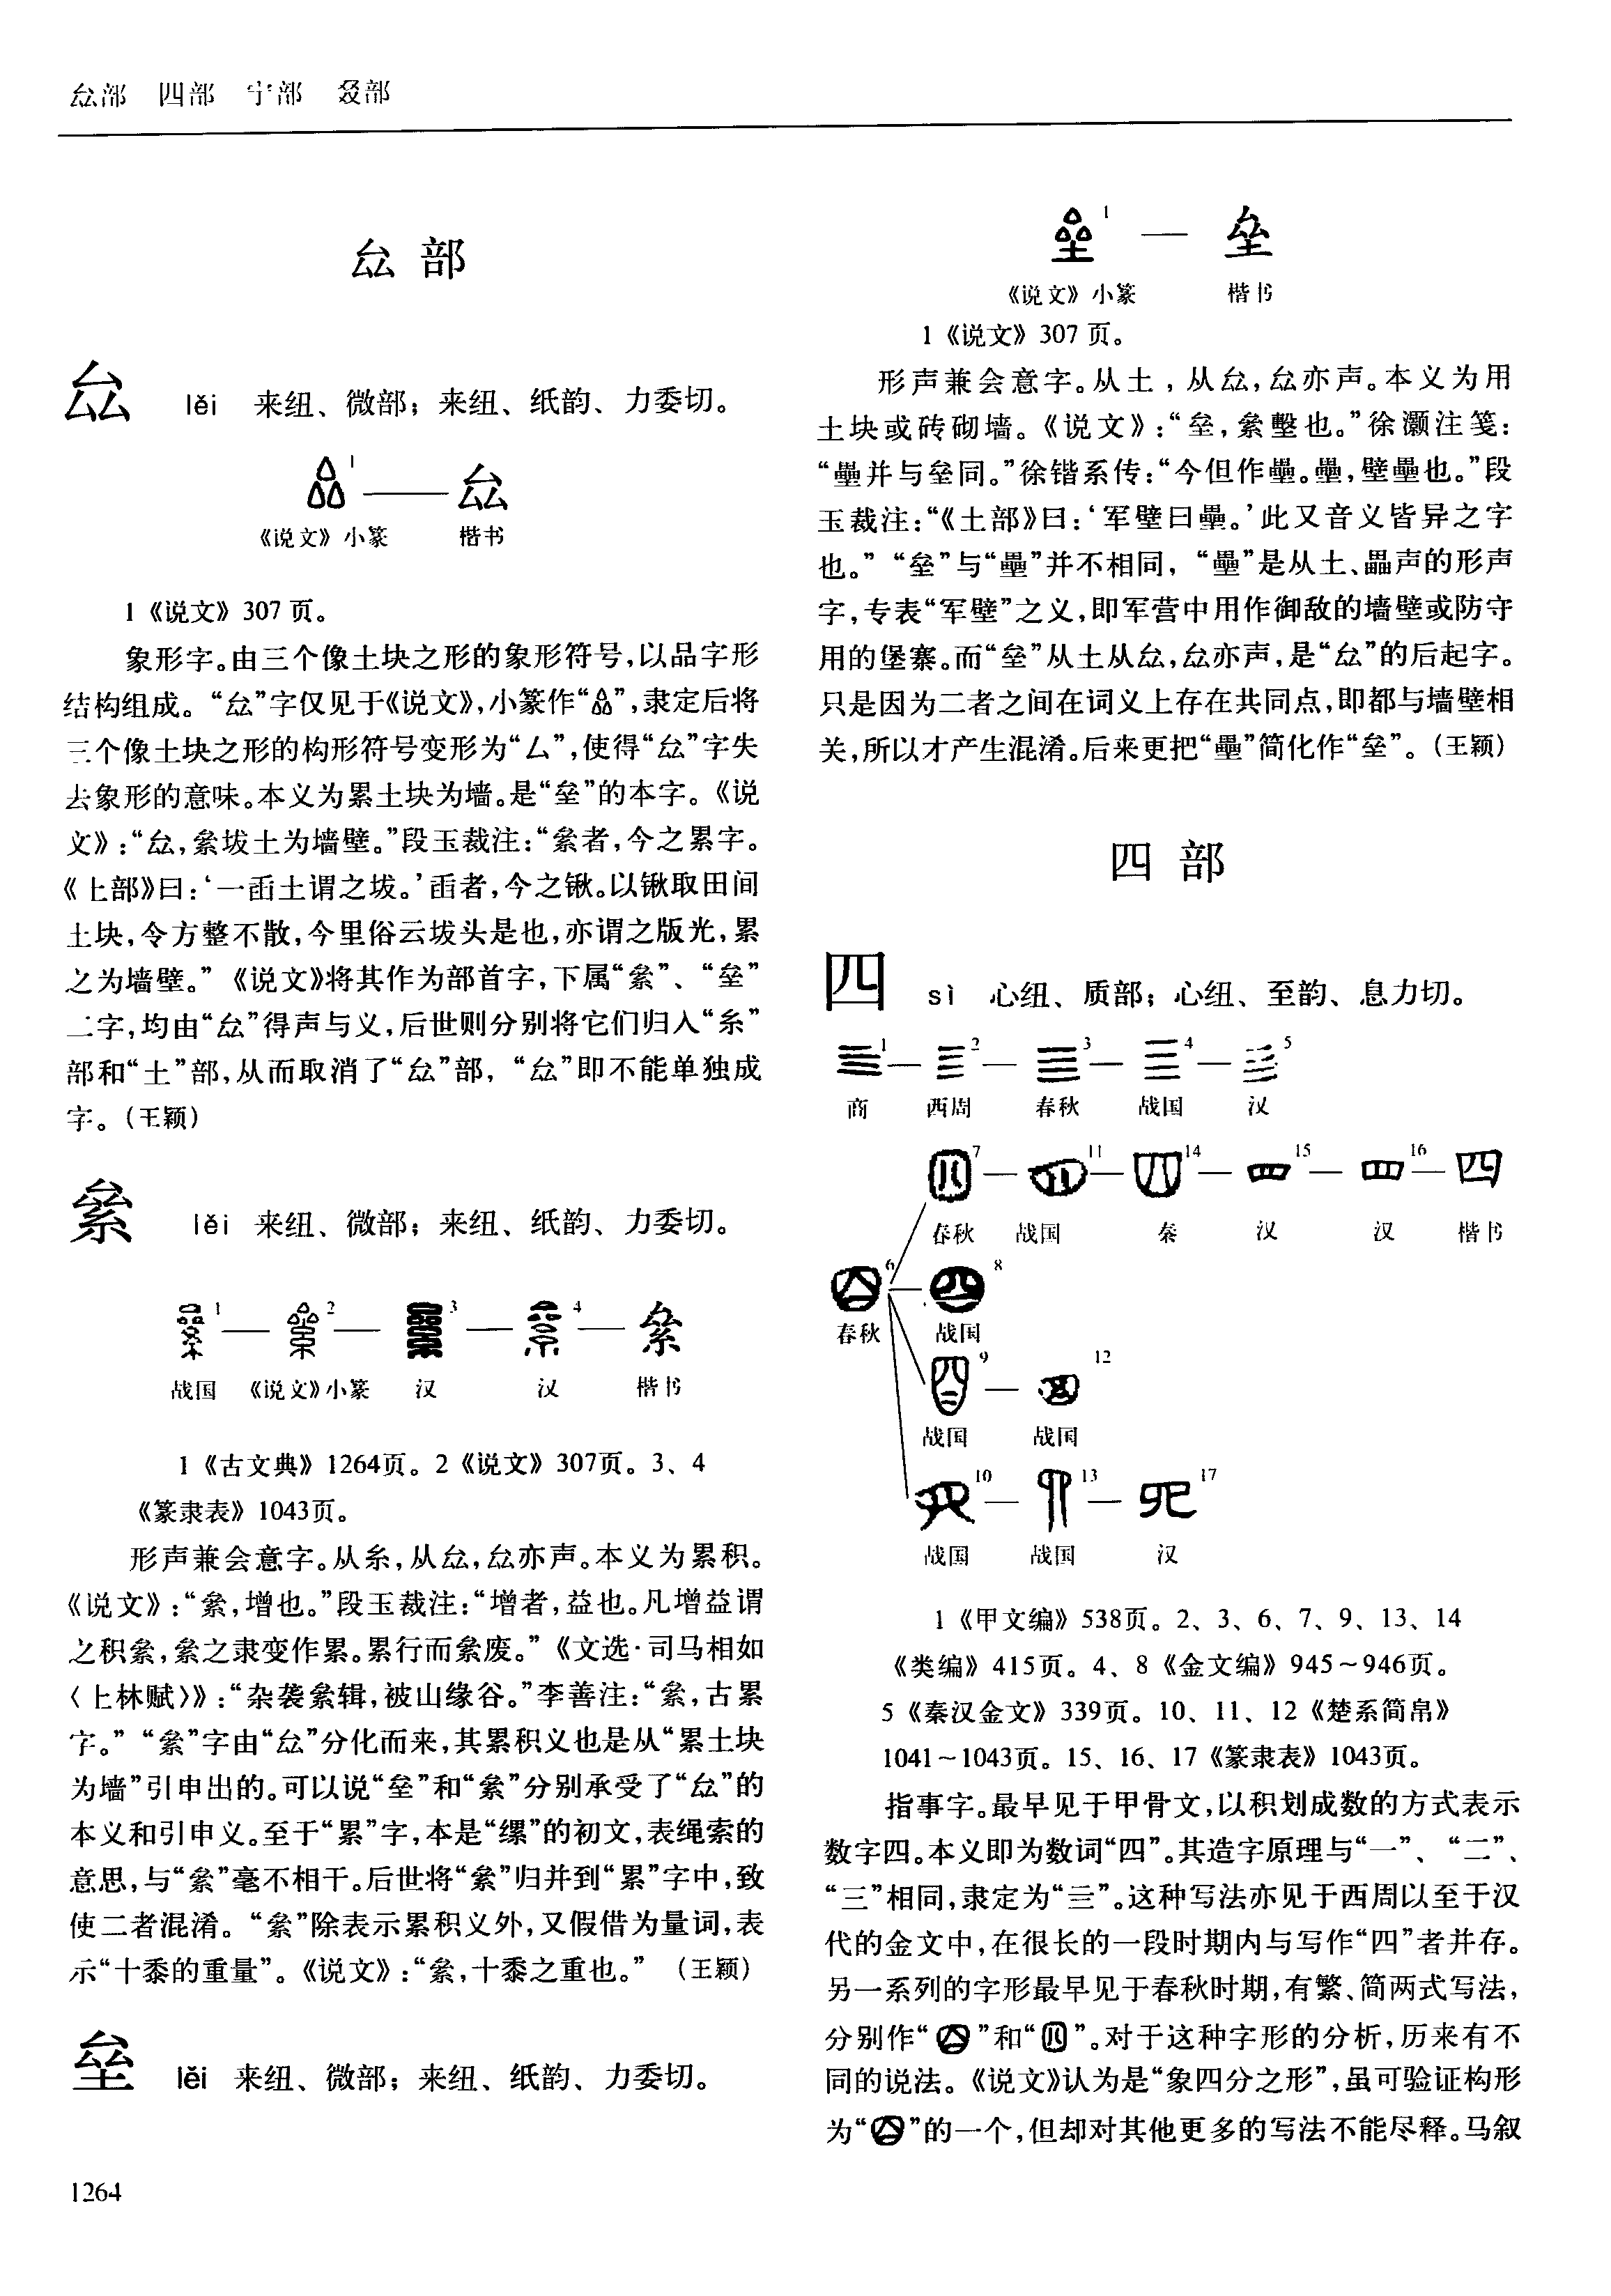 厽部 四部 宁部 叕部
厽 部
厽 lěi 来纽、微部；来纽、纸韵、力委切。
1 — 厽
《说文》小篆 楷书
1《说文》307 页。
象形字。由三个像土块之形的象形符号，以品字形
结构组成。“厽”字仅见于《说文》，小篆作“”，隶定后将
三个像土块之形的构形符号变形为“厶”，使得“厽”字失
去象形的意味。本义为累土块为墙。是“垒”的本字。《说
文》：“厽，絫坺土为墙壁。”段玉裁注：“絫者，今之累字。
《土部》曰：‘一臿土谓之坺。’臿者，今之锹。以锹取田间
土块，令方整不散，今里俗云坺头是也，亦谓之版光，累
之为墙壁。”《说文》将其作为部首字，下属“絫”、“垒”
二字，均由“厽”得声与义，后世则分别将它们归入“糸”
部和“土”部，从而取消了“厽”部，“厽”即不能单独成
字。（王颖）
絫 lěi 来纽、微部；来纽、纸韵、力委切。
1 — 2 — 3 — 4 — 絫
战国 《说文》小篆 汉 汉 楷书
1《古文典》1264页。2《说文》307页。3、4
《篆隶表》1043页。
形声兼会意字。从糸，从厽，厽亦声。本义为累积。
《说文》：“絫，增也。”段玉裁注：“增者，益也。凡增益谓
之积絫，絫之隶变作累。累行而絫废。”《文选·司马相如
〈上林赋〉》：“杂袭絫辑，被山缘谷。”李善注：“絫，古累
字。”“絫”字由“厽”分化而来，其累积义也是从“累土块
为墙”引申出的。可以说“垒”和“絫”分别承受了“厽”的
本义和引申义。至于“累”字，本是“缧”的初文，表绳索的
意思，与“絫”毫不相干。后世将“絫”归并到“累”字中，致
使二者混淆。“絫”除表示累积义外，又假借为量词，表
示“十黍的重量”。《说文》：“絫，十黍之重也。”（王颖）
垒 lěi 来纽、微部；来纽、纸韵、力委切。
1264
1 — 垒
《说文》小篆 楷书
1《说文》307 页。
形声兼会意字。从土，从厽，厽亦声。本义为用
土块或砖砌墙。《说文》：“垒，絫墼也。”徐灏注笺：
“壘并与垒同。”徐锴系传：“今但作壘。壘，壁壘也。”段
玉裁注：“《土部》曰：‘军壁曰壘。’此又音义皆异之字
也。”“垒”与“壘”并不相同，“壘”是从土、畾声的形声
字，专表“军壁”之义，即军营中用作御敌的墙壁或防守
用的堡寨。而“垒”从土从厽，厽亦声，是“厽”的后起字。
只是因为二者之间在词义上存在共同点，即都与墙壁相
关，所以才产生混淆。后来更把“壘”简化作“垒”。（王颖）
四 部
四 sì 心纽、质部；心纽、至韵、息力切。
1 — 2 — 3 — 4 — 5
商 西周 春秋 战国 汉
7 — 11 — 14 — 15 — 16 — 四
春秋 战国 秦 汉 汉 楷书
6 — 8
春秋 战国
9 — 12
战国 战国
10 — 13 — 17
战国 战国 汉
1《甲文编》538页。2、3、6、7、9、13、14
《类编》415页。4、8《金文编》945～946页。
5《秦汉金文》339页。10、11、12《楚系简帛》
1041～1043页。15、16、17《篆隶表》1043页。
指事字。最早见于甲骨文，以积划成数的方式表示
数字四。本义即为数词“四”。其造字原理与“一”、“二”、
“三”相同，隶定为“亖”。这种写法亦见于西周以至于汉
代的金文中，在很长的一段时期内与写作“四”者并存。
另一系列的字形最早见于春秋时期，有繁、简两式写法，
分别作“”和“”。对于这种字形的分析，历来有不
同的说法。《说文》认为是“象四分之形”，虽可验证构形
为“”的一个，但却对其他更多的写法不能尽释。马叙